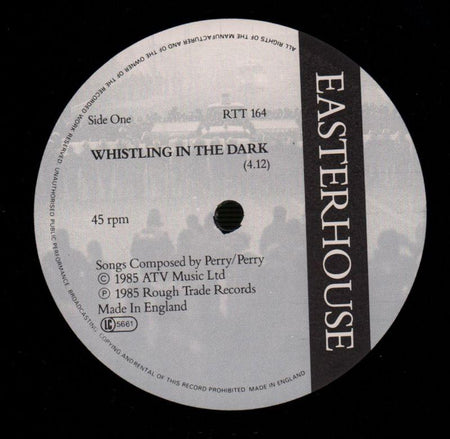 ALL RIGHTS OF THE MANUFACTURER AND OF THE OWNER OF THE RECORDED WORK RESERVED. UNAUTHORISED PUBLIC PERFORMANCE BROADCASTING COPYING AND RENTAL OF THIS RECORD PROHIBITED. MADE IN ENGLAND
Side One
RTT 164
WHISTLING IN THE DARK
(4.12)
45 rpm
Songs Composed by Perry/Perry
© 1985 ATV Music Ltd
℗ 1985 Rough Trade Records
Made In England
LC 5661
EASTERHOUSE